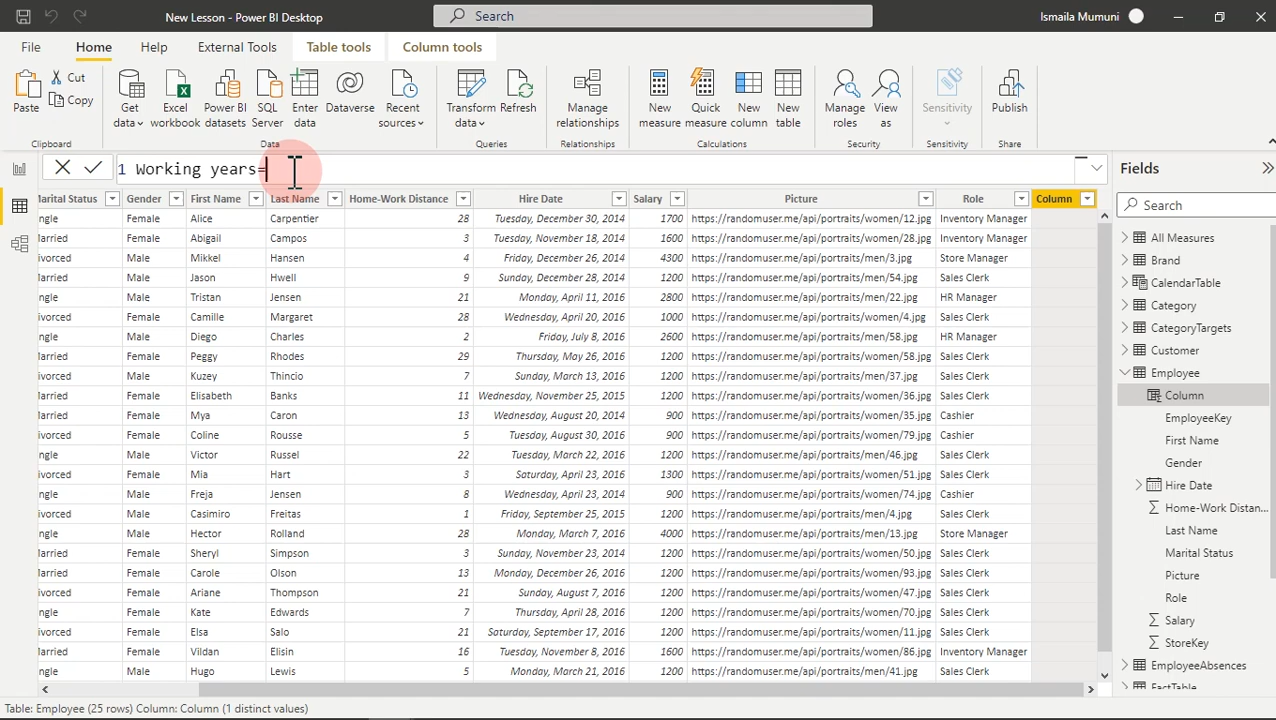 New Lesson - Power BI Desktop
Search
Ismaila Mumuni
File Home Help External Tools Table tools Column tools
Paste
Cut
Copy
Get data
Excel workbook
Power BI datasets
SQL Server
Enter data
Dataverse
Recent sources
Transform data
Refresh
Manage relationships
New measure
Quick measure
New column
New table
Manage roles
View as
Sensitivity
Publish
Clipboard Data Queries Relationships Calculations Security Sensitivity Share
1 Working years=
Marital Status Gender First Name Last Name Home-Work Distance Hire Date Salary Picture Role Column
ngle Female Alice Carpentier 28 Tuesday, December 30, 2014 1700 https://randomuser.me/api/portraits/women/12.jpg Inventory Manager
arried Female Abigail Campos 3 Tuesday, November 18, 2014 1600 https://randomuser.me/api/portraits/women/28.jpg Inventory Manager
ivorced Male Mikkel Hansen 4 Friday, December 26, 2014 4300 https://randomuser.me/api/portraits/men/3.jpg Store Manager
arried Male Jason Hwell 9 Sunday, December 28, 2014 1200 https://randomuser.me/api/portraits/men/54.jpg Sales Clerk
ngle Male Tristan Jensen 21 Monday, April 11, 2016 2800 https://randomuser.me/api/portraits/men/22.jpg HR Manager
ivorced Female Camille Margaret 28 Wednesday, April 20, 2016 1000 https://randomuser.me/api/portraits/women/4.jpg Sales Clerk
ngle Male Diego Charles 2 Friday, July 8, 2016 2600 https://randomuser.me/api/portraits/men/58.jpg HR Manager
arried Female Peggy Rhodes 29 Thursday, May 26, 2016 1200 https://randomuser.me/api/portraits/women/58.jpg Sales Clerk
ivorced Male Kuzey Thincio 7 Sunday, March 13, 2016 1200 https://randomuser.me/api/portraits/men/37.jpg Sales Clerk
arried Female Elisabeth Banks 11 Wednesday, November 25, 2015 1200 https://randomuser.me/api/portraits/women/36.jpg Sales Clerk
arried Female Mya Caron 13 Wednesday, August 20, 2014 900 https://randomuser.me/api/portraits/women/35.jpg Cashier
ivorced Female Coline Rousse 5 Tuesday, August 30, 2016 900 https://randomuser.me/api/portraits/women/79.jpg Cashier
ngle Male Victor Russel 22 Tuesday, March 22, 2016 1200 https://randomuser.me/api/portraits/men/46.jpg Sales Clerk
ivorced Female Mia Hart 3 Saturday, April 23, 2016 1300 https://randomuser.me/api/portraits/women/51.jpg Sales Clerk
ngle Male Freja Jensen 8 Wednesday, April 23, 2014 900 https://randomuser.me/api/portraits/women/74.jpg Cashier
ivorced Male Casimiro Freitas 1 Friday, September 25, 2015 1200 https://randomuser.me/api/portraits/men/4.jpg Sales Clerk
ngle Male Hector Rolland 28 Monday, March 7, 2016 4000 https://randomuser.me/api/portraits/men/13.jpg Store Manager
arried Female Sheryl Simpson 3 Sunday, November 23, 2014 1200 https://randomuser.me/api/portraits/women/50.jpg Sales Clerk
arried Female Carole Olson 13 Monday, December 26, 2016 1200 https://randomuser.me/api/portraits/women/93.jpg Sales Clerk
ivorced Female Ariane Thompson 21 Sunday, August 7, 2016 1200 https://randomuser.me/api/portraits/women/47.jpg Sales Clerk
ngle Female Kate Edwards 7 Thursday, April 28, 2016 1200 https://randomuser.me/api/portraits/women/70.jpg Sales Clerk
ivorced Female Elsa Salo 21 Saturday, September 17, 2016 1200 https://randomuser.me/api/portraits/women/11.jpg Sales Clerk
arried Female Vildan Elisin 16 Tuesday, November 8, 2016 1600 https://randomuser.me/api/portraits/women/86.jpg Inventory Manager
ngle Male Hugo Lewis 5 Monday, March 21, 2016 1200 https://randomuser.me/api/portraits/men/41.jpg Sales Clerk
Fields
Search
All Measures
Brand
CalendarTable
Category
CategoryTargets
Customer
Employee
Column
EmployeeKey
First Name
Gender
Hire Date
Home-Work Distan...
Last Name
Marital Status
Picture
Role
Salary
StoreKey
EmployeeAbsences
FactTable
Table: Employee (25 rows) Column: Column (1 distinct values)